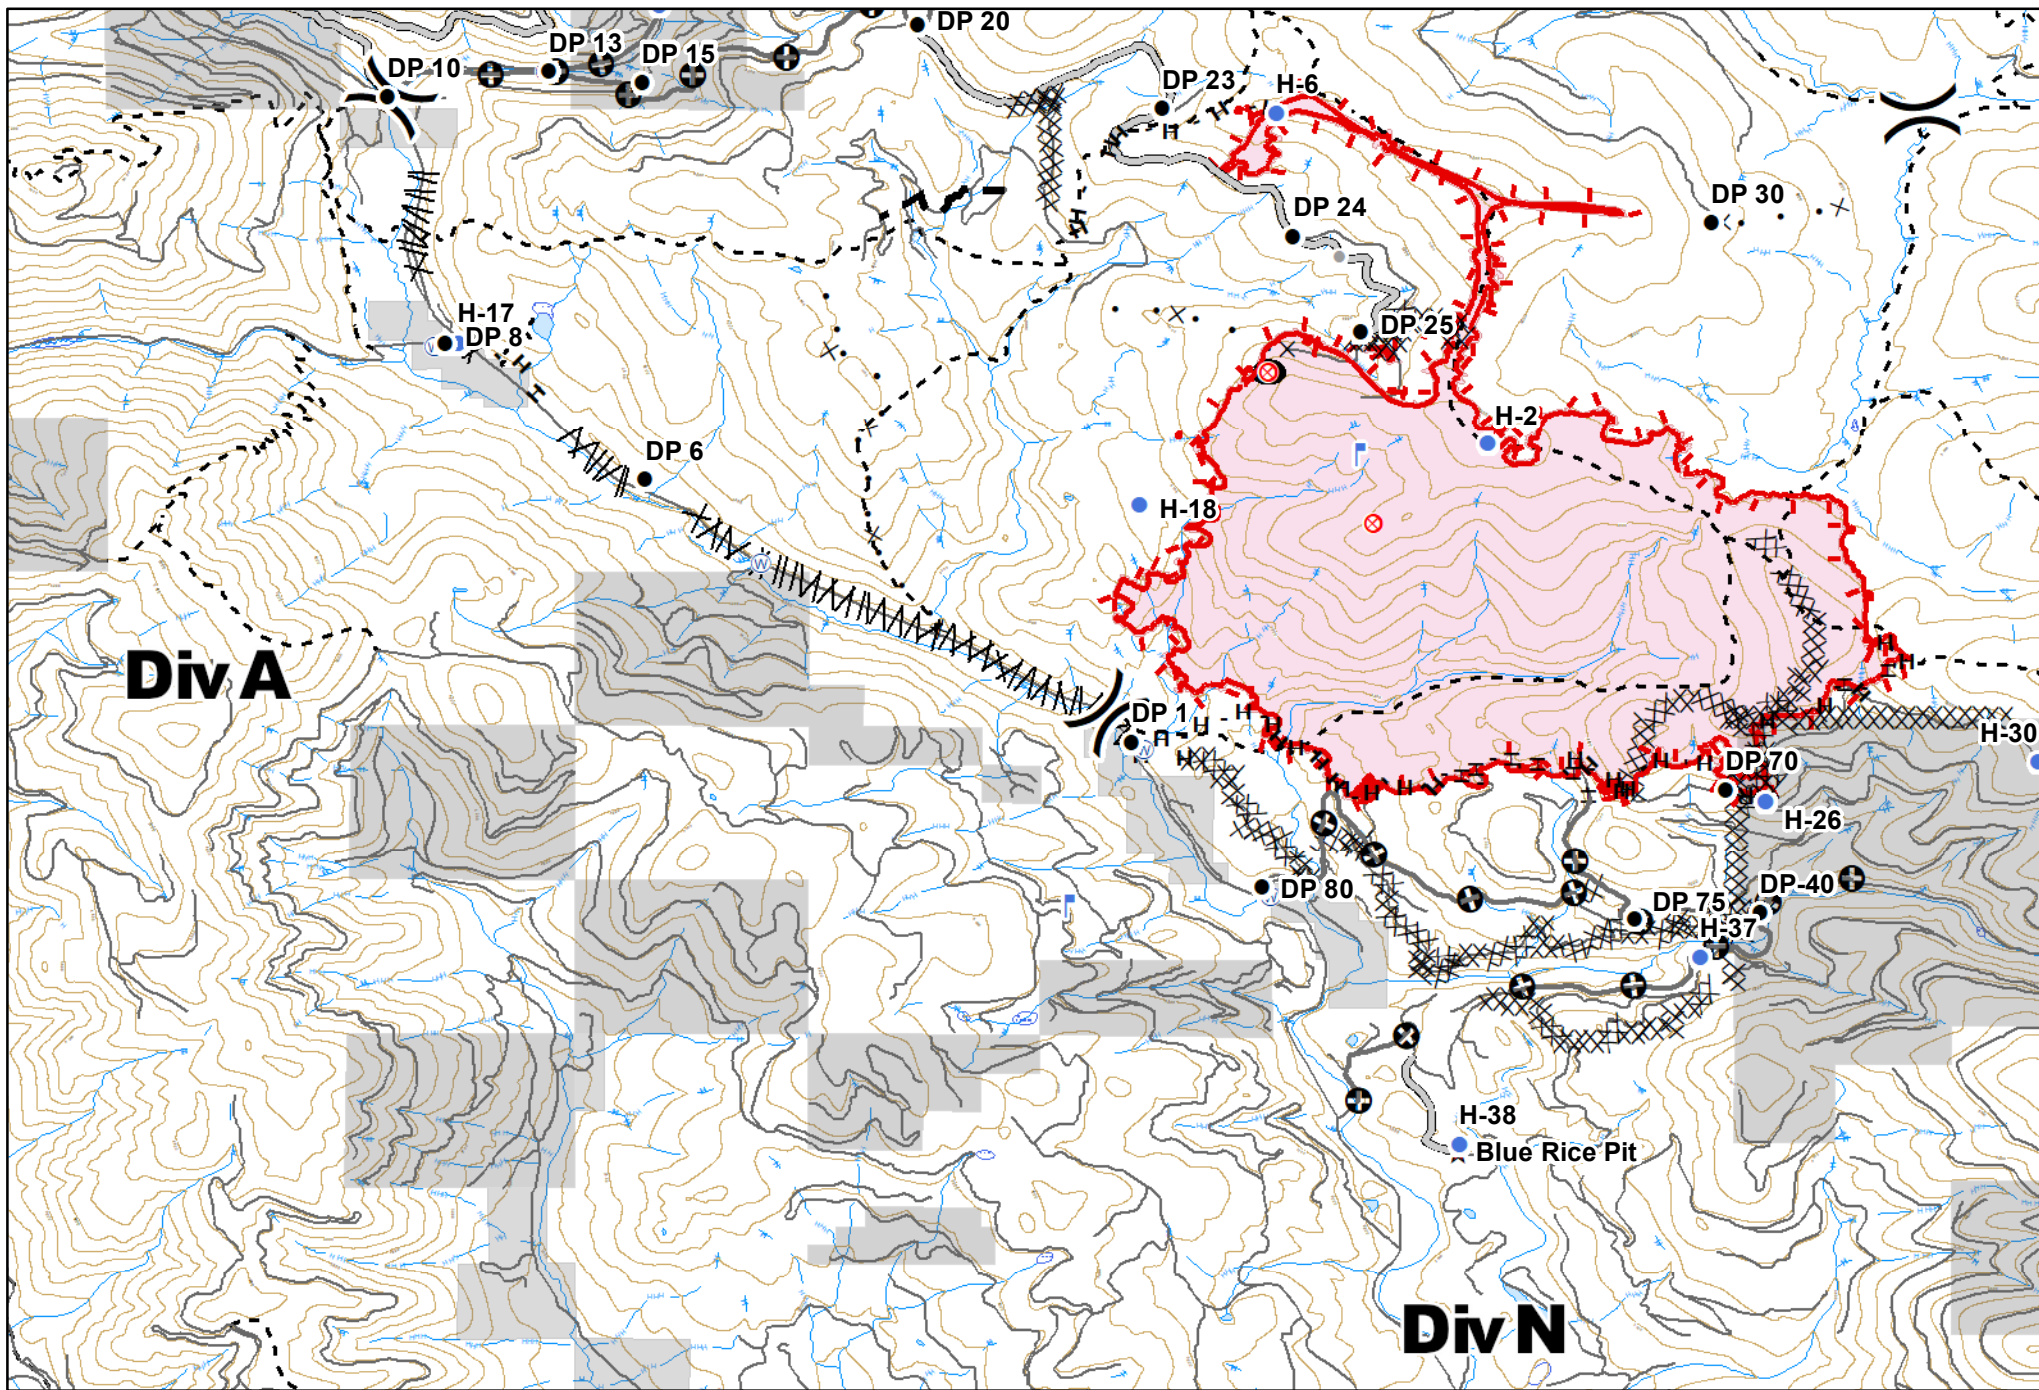 DP 20
DP 13
DP 15
DP 10
DP 23
H-6
DP 30
DP 24
H-17
DP 25
DP 8
H-2
DP 6
H-18
W
Div A
DP 1
H-30
DP 70
H-26
DP 80
DP-40
DP 75
H-37
H-38
Blue Rice Pit
Div N